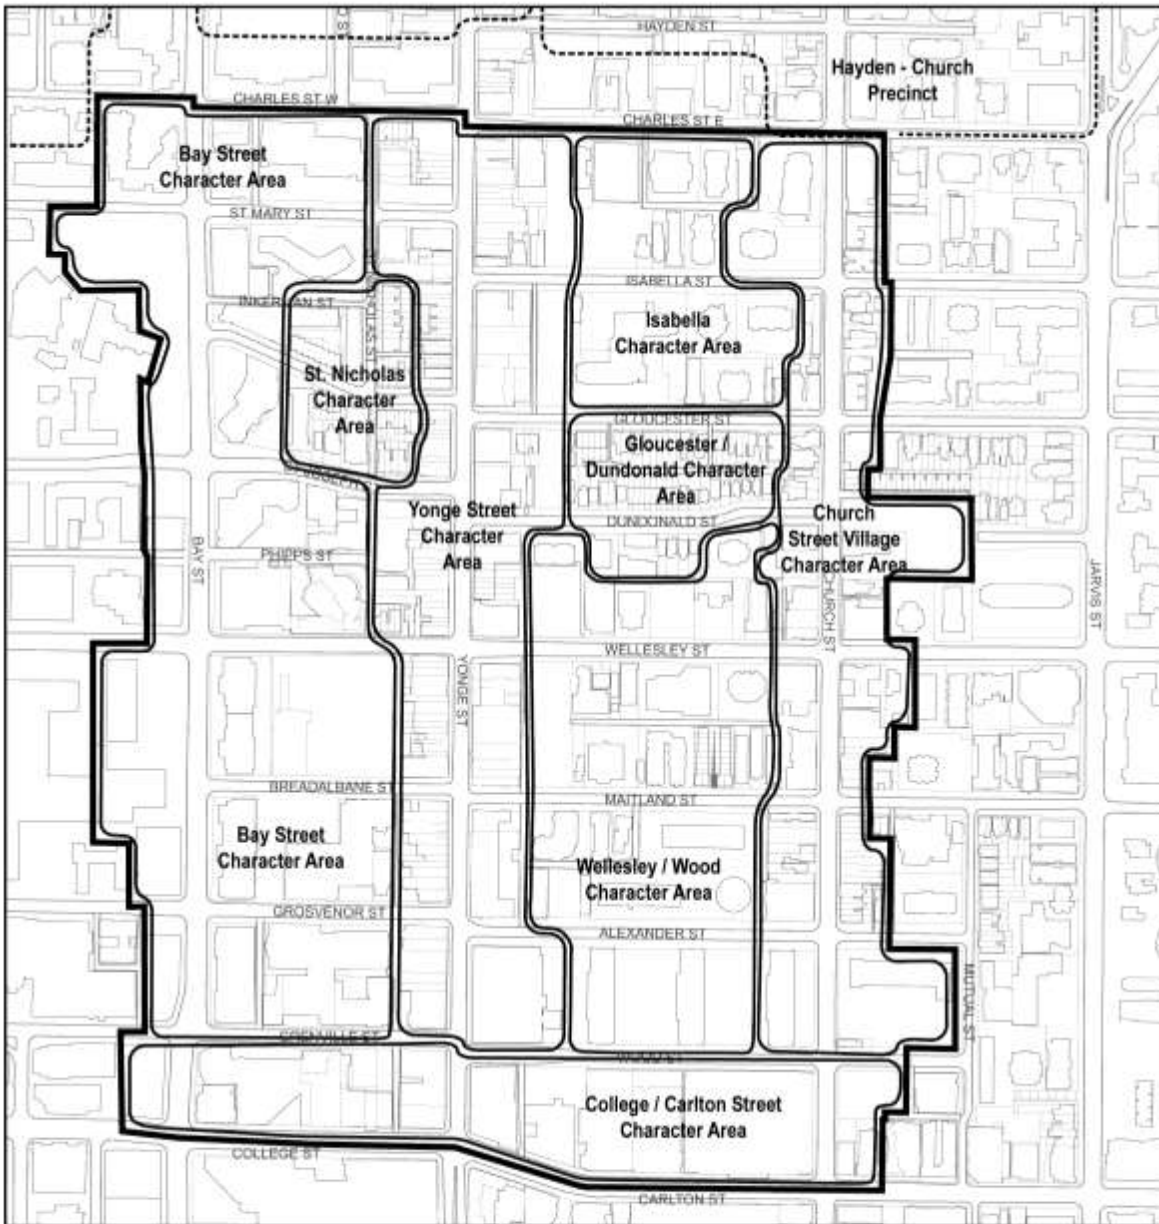 HAYDEN ST
Hayden - Church
Precinct
CHARLES ST W
CHARLES ST E
Bay Street
Character Area
ST MARY ST
ISABELLA ST
INKERMAN ST
Isabella
Character Area
St. Nicholas
Character
Area
GLOUCESTER ST
Gloucester /
Dundonald Character
Area
Yonge Street
Character
Area
DUNDONALD ST
Church
Street Village
Character Area
PHIPPS ST
BAY ST
CHURCH ST
JARVIS ST
WELLESLEY ST
YONGE ST
BREADALBANE ST
MAITLAND ST
Bay Street
Character Area
Wellesley / Wood
Character Area
GROSVENOR ST
ALEXANDER ST
MUTUAL ST
GRENVILLE ST
WOOD ST
College / Carlton Street
Character Area
COLLEGE ST
CARLTON ST